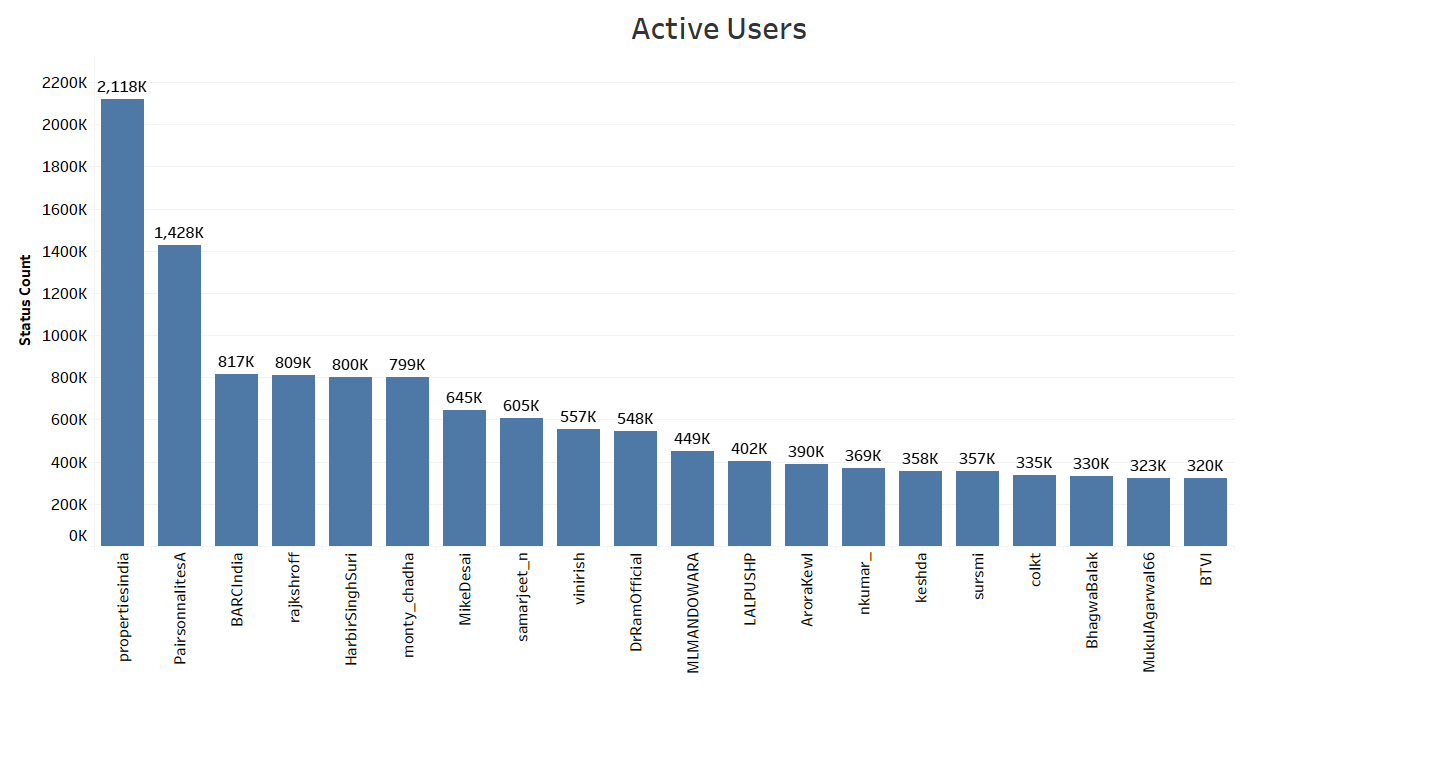 Active Users
Status Count
2200K
2000K
1800K
1600K
1400K
1200K
1000K
800K
600K
400K
200K
0K
2,118K
1,428K
817K
809K
800K
799K
645K
605K
557K
548K
449K
402K
390K
369K
358K
357K
335K
330K
323K
320K
propertiesindia
PairsonnalitesA
BARCIndia
rajkshroff
HarbirSinghSuri
monty_chadha
MikeDesai
samarjeet_n
vinirish
DrRamOfficial
MLMANDOWARA
LALPUSHP
AroraKewl
nkumar_
keshda
sursmi
colkt
BhagwaBalak
MukulAgarwal66
BTVI